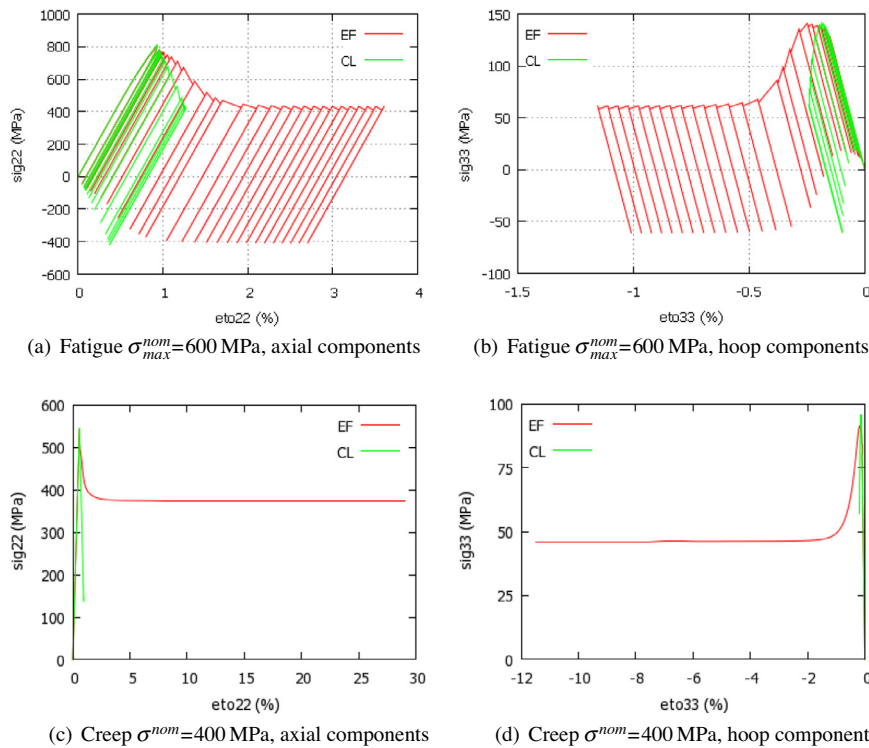 1000
800
600
400
200
0
-200
-400
-600
sig22 (MPa)
0 1 2 3 4
eto22 (%)
EF
CL
(a) Fatigue σ_max^nom=600 MPa, axial components
150
100
50
0
-50
-100
sig33 (MPa)
-1.5 -1 -0.5 0
eto33 (%)
EF
CL
(b) Fatigue σ_max^nom=600 MPa, hoop components
600
500
400
300
200
100
0
sig22 (MPa)
0 5 10 15 20 25 30
eto22 (%)
EF
CL
(c) Creep σ^nom=400 MPa, axial components
100
75
50
25
0
sig33 (MPa)
-12 -10 -8 -6 -4 -2 0
eto33 (%)
EF
CL
(d) Creep σ^nom=400 MPa, hoop component